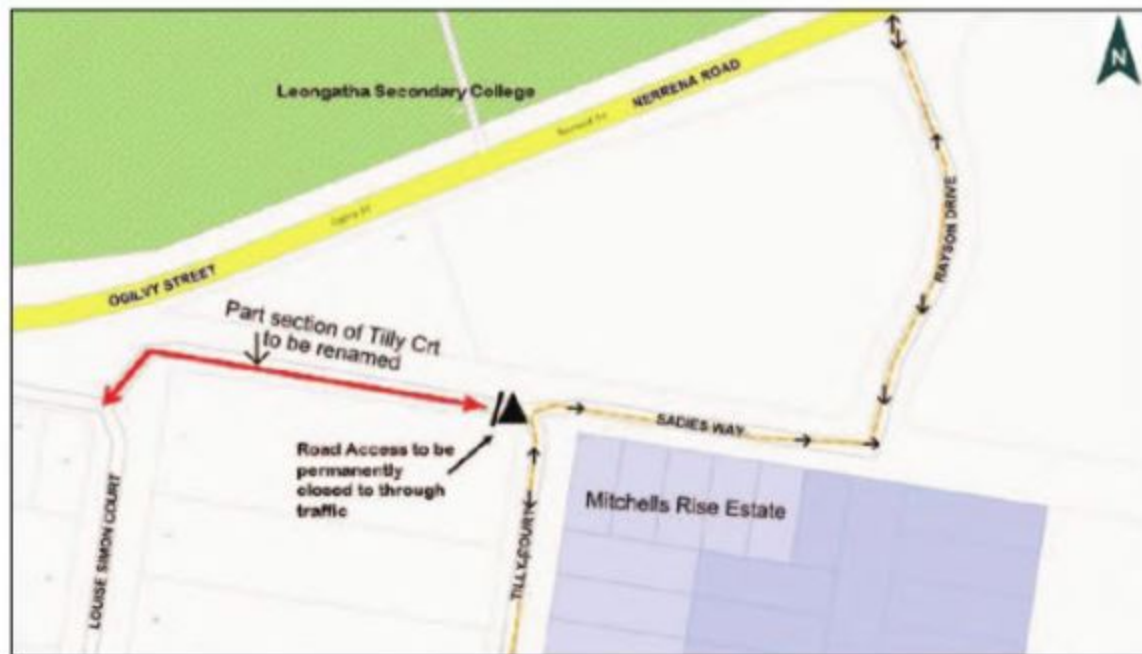 N
Leongatha Secondary College
NERRENA ROAD
OGILVY STREET
RAYSON DRIVE
Part section of Tilly Crt
to be renamed
SADIES WAY
Road Access to be
permanently
closed to through
traffic
Mitchells Rise Estate
LOUISE SIMON COURT
TILLY COURT